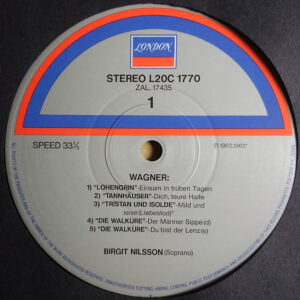 LONDON
STEREO L20C 1770
ZAL. 17435
1
SPEED 33⅓
Ⓟ1963,1960*
WAGNER:
1) "LOHENGRIN"-Einsam in trüben Tagen
2) "TANNHÄUSER"-Dich, teure Halle
3) "TRISTAN UND ISOLDE"-Mild und
leise(Liebestod)*
4) "DIE WALKÜRE"-Der Männer Sippe(d)
5) "DIE WALKÜRE"-Du bist der Lenz(e)
BIRGIT NILSSON(Soprano)